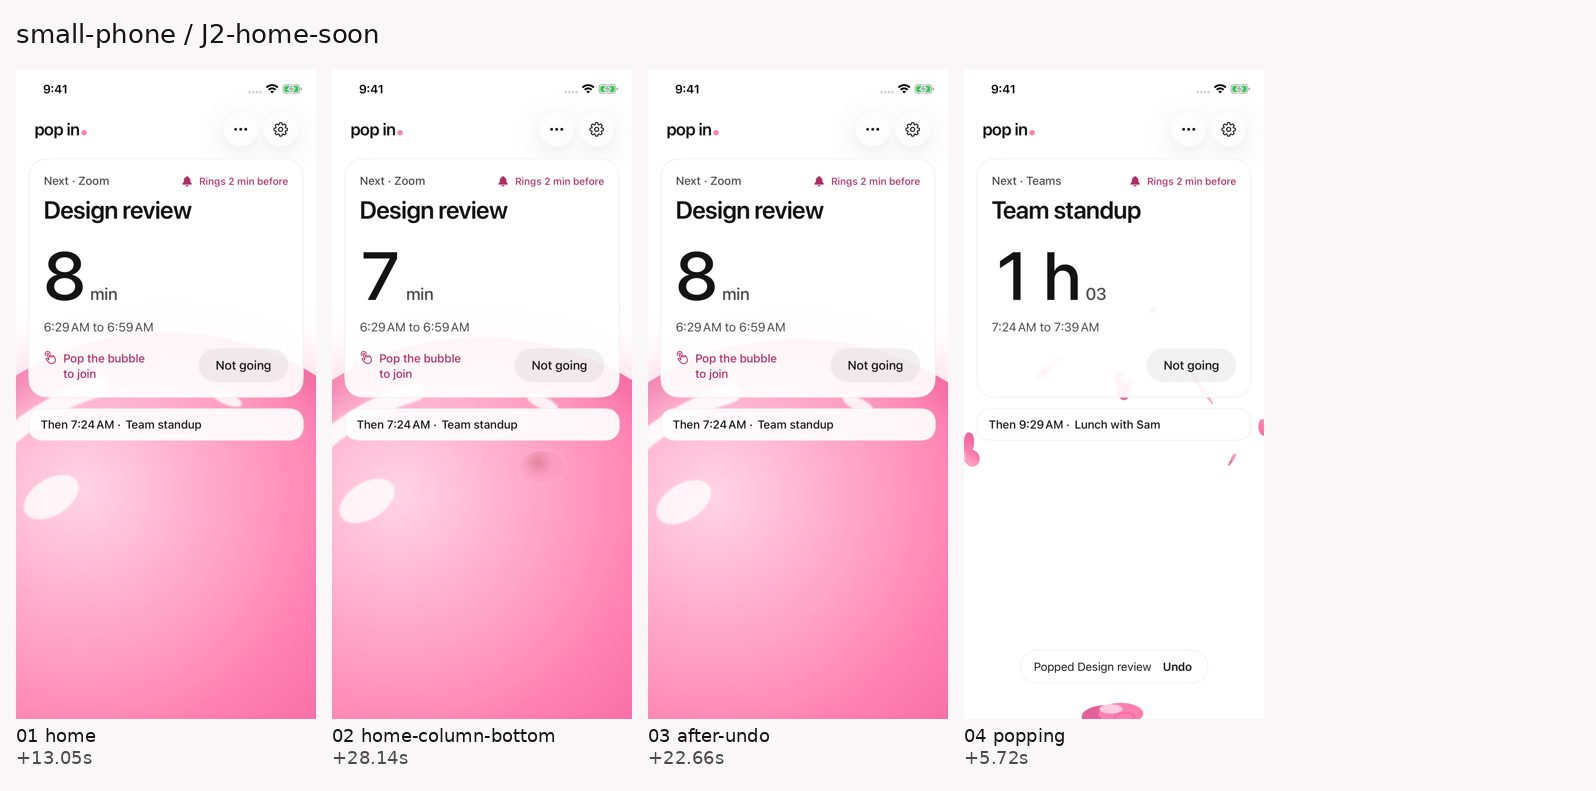 small-phone / J2-home-soon
9:41
pop in.
Next · Zoom
Rings 2 min before
Design review
8 min
6:29 AM to 6:59 AM
Pop the bubble
to join
Not going
Then 7:24 AM · Team standup
01 home
+13.05s
9:41
pop in.
Next · Zoom
Rings 2 min before
Design review
7 min
6:29 AM to 6:59 AM
Pop the bubble
to join
Not going
Then 7:24 AM · Team standup
02 home-column-bottom
+28.14s
9:41
pop in.
Next · Zoom
Rings 2 min before
Design review
8 min
6:29 AM to 6:59 AM
Pop the bubble
to join
Not going
Then 7:24 AM · Team standup
03 after-undo
+22.66s
9:41
pop in.
Next · Teams
Rings 2 min before
Team standup
1 h 03
7:24 AM to 7:39 AM
Not going
Then 9:29 AM · Lunch with Sam
Popped Design review Undo
04 popping
+5.72s